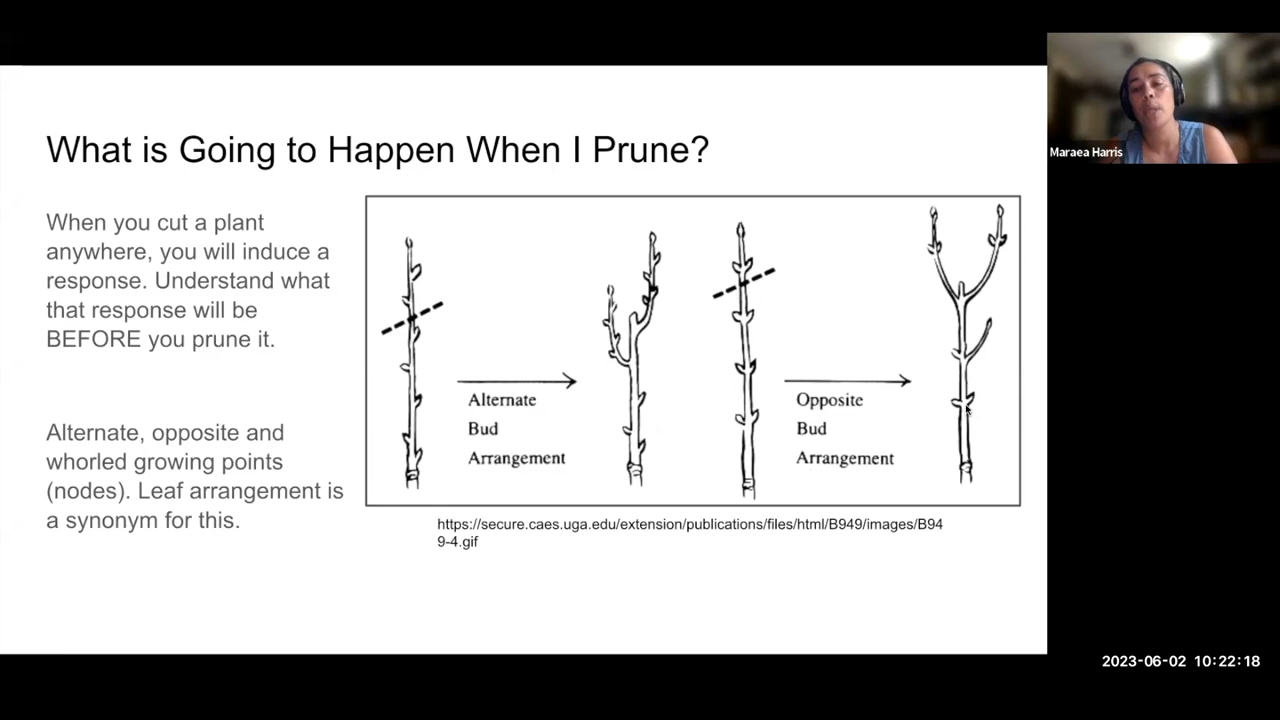 What is Going to Happen When I Prune?
When you cut a plant
anywhere, you will induce a
response. Understand what
that response will be
BEFORE you prune it.
Alternate, opposite and
whorled growing points
(nodes). Leaf arrangement is
a synonym for this.
Alternate
Bud
Arrangement
Opposite
Bud
Arrangement
https://secure.caes.uga.edu/extension/publications/files/html/B949/images/B94
9-4.gif
Maraea Harris
2023-06-02 10:22:18